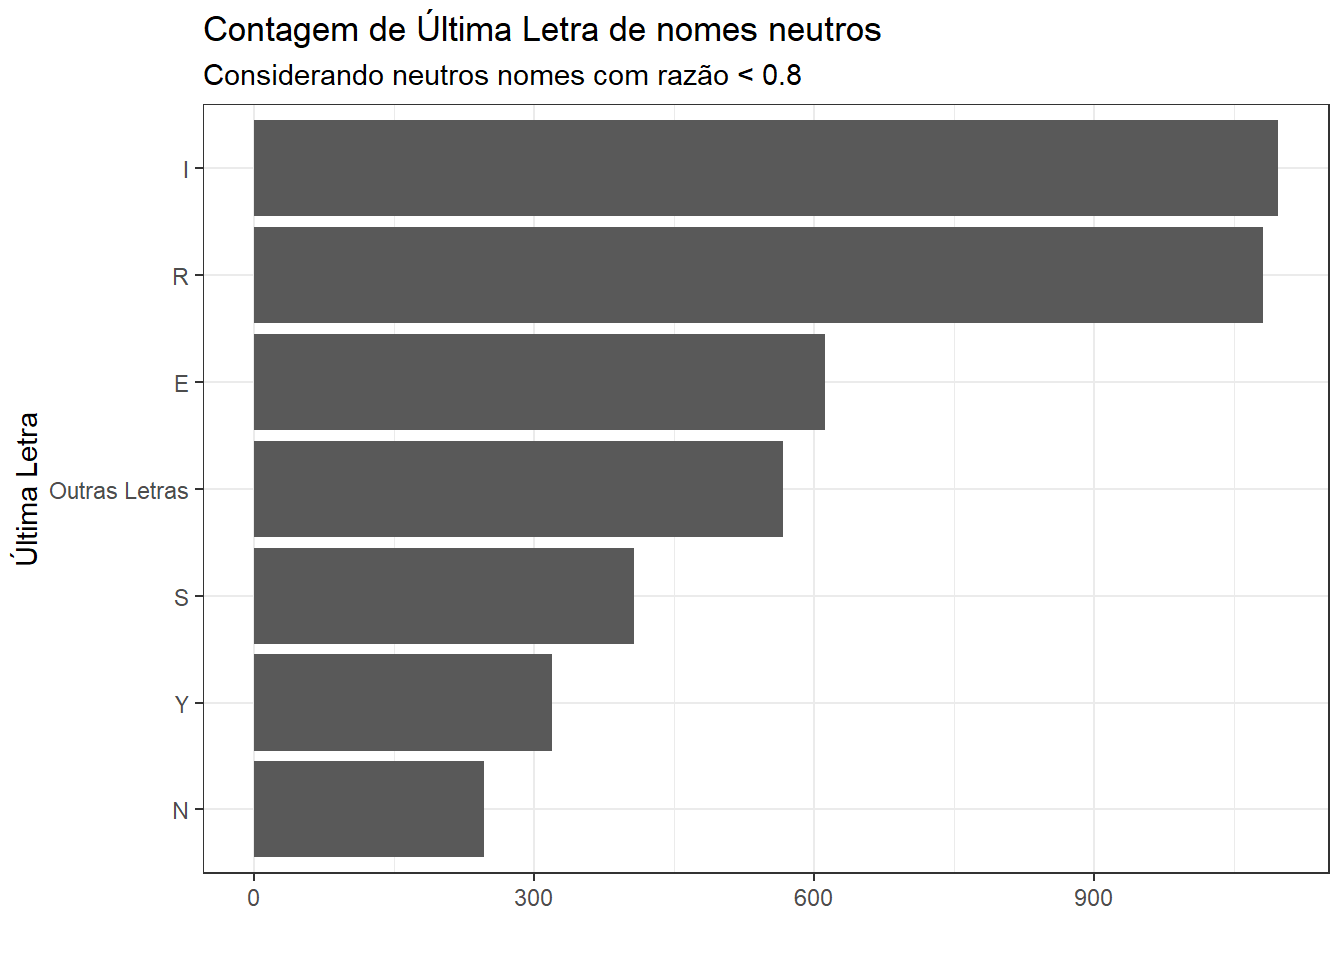 Contagem de Última Letra de nomes neutros
Considerando neutros nomes com razão < 0.8
Última Letra
I
R
E
Outras Letras
S
Y
N
0 300 600 900